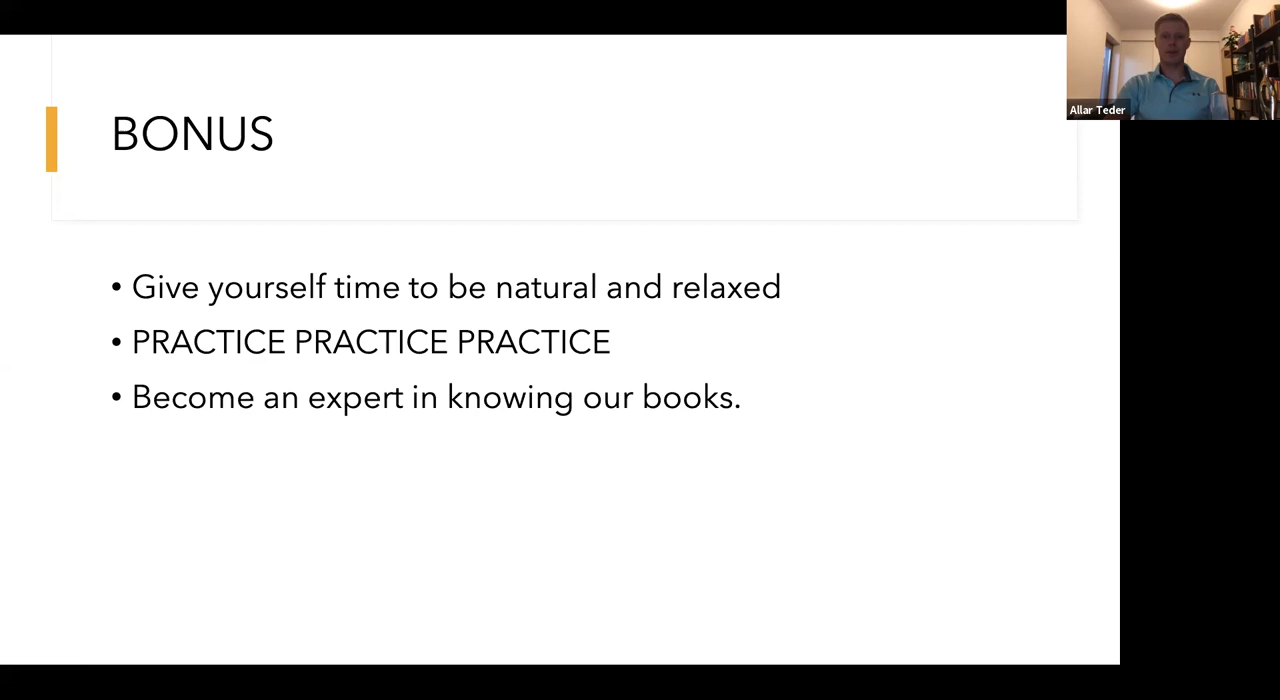 BONUS
• Give yourself time to be natural and relaxed
• PRACTICE PRACTICE PRACTICE
• Become an expert in knowing our books.
Allar Teder